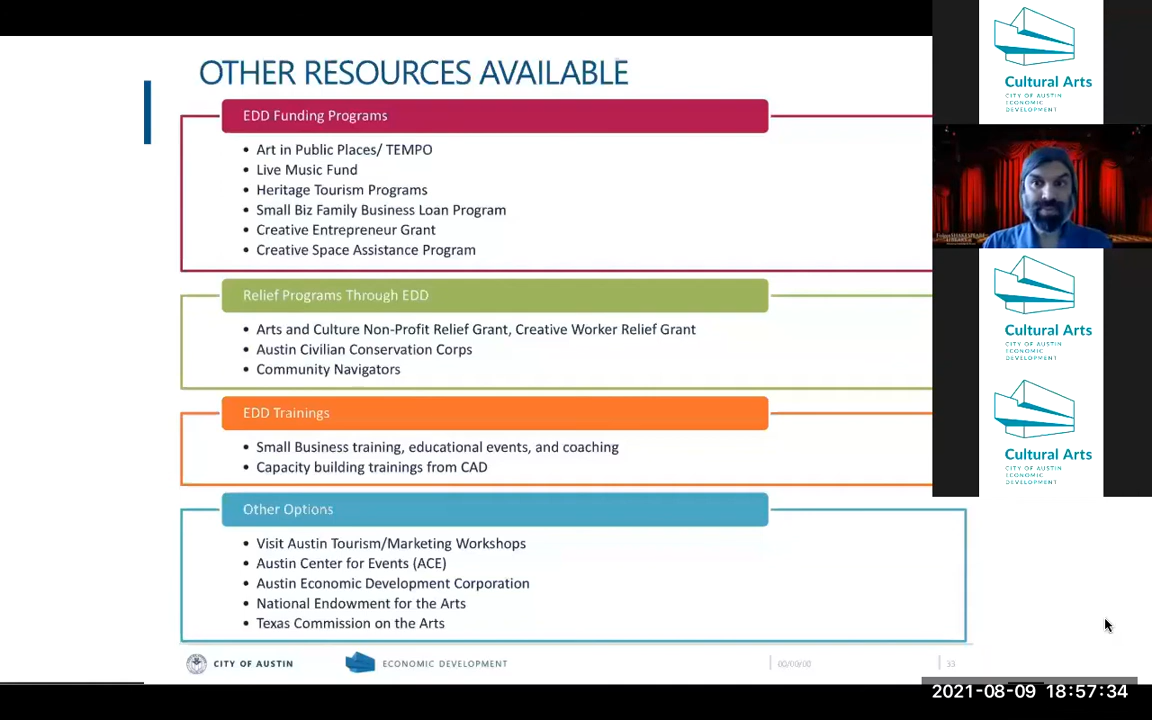 OTHER RESOURCES AVAILABLE
EDD Funding Programs
• Art in Public Places/ TEMPO
• Live Music Fund
• Heritage Tourism Programs
• Small Biz Family Business Loan Program
• Creative Entrepreneur Grant
• Creative Space Assistance Program
Relief Programs Through EDD
• Arts and Culture Non-Profit Relief Grant, Creative Worker Relief Grant
• Austin Civilian Conservation Corps
• Community Navigators
EDD Trainings
• Small Business training, educational events, and coaching
• Capacity building trainings from CAD
Other Options
• Visit Austin Tourism/Marketing Workshops
• Austin Center for Events (ACE)
• Austin Economic Development Corporation
• National Endowment for the Arts
• Texas Commission on the Arts
CITY OF AUSTIN
ECONOMIC DEVELOPMENT
00/00/00
33
Cultural Arts
CITY OF AUSTIN
ECONOMIC
DEVELOPMENT
Cultural Arts
CITY OF AUSTIN
ECONOMIC
DEVELOPMENT
Cultural Arts
CITY OF AUSTIN
ECONOMIC
DEVELOPMENT
2021-08-09 18:57:34